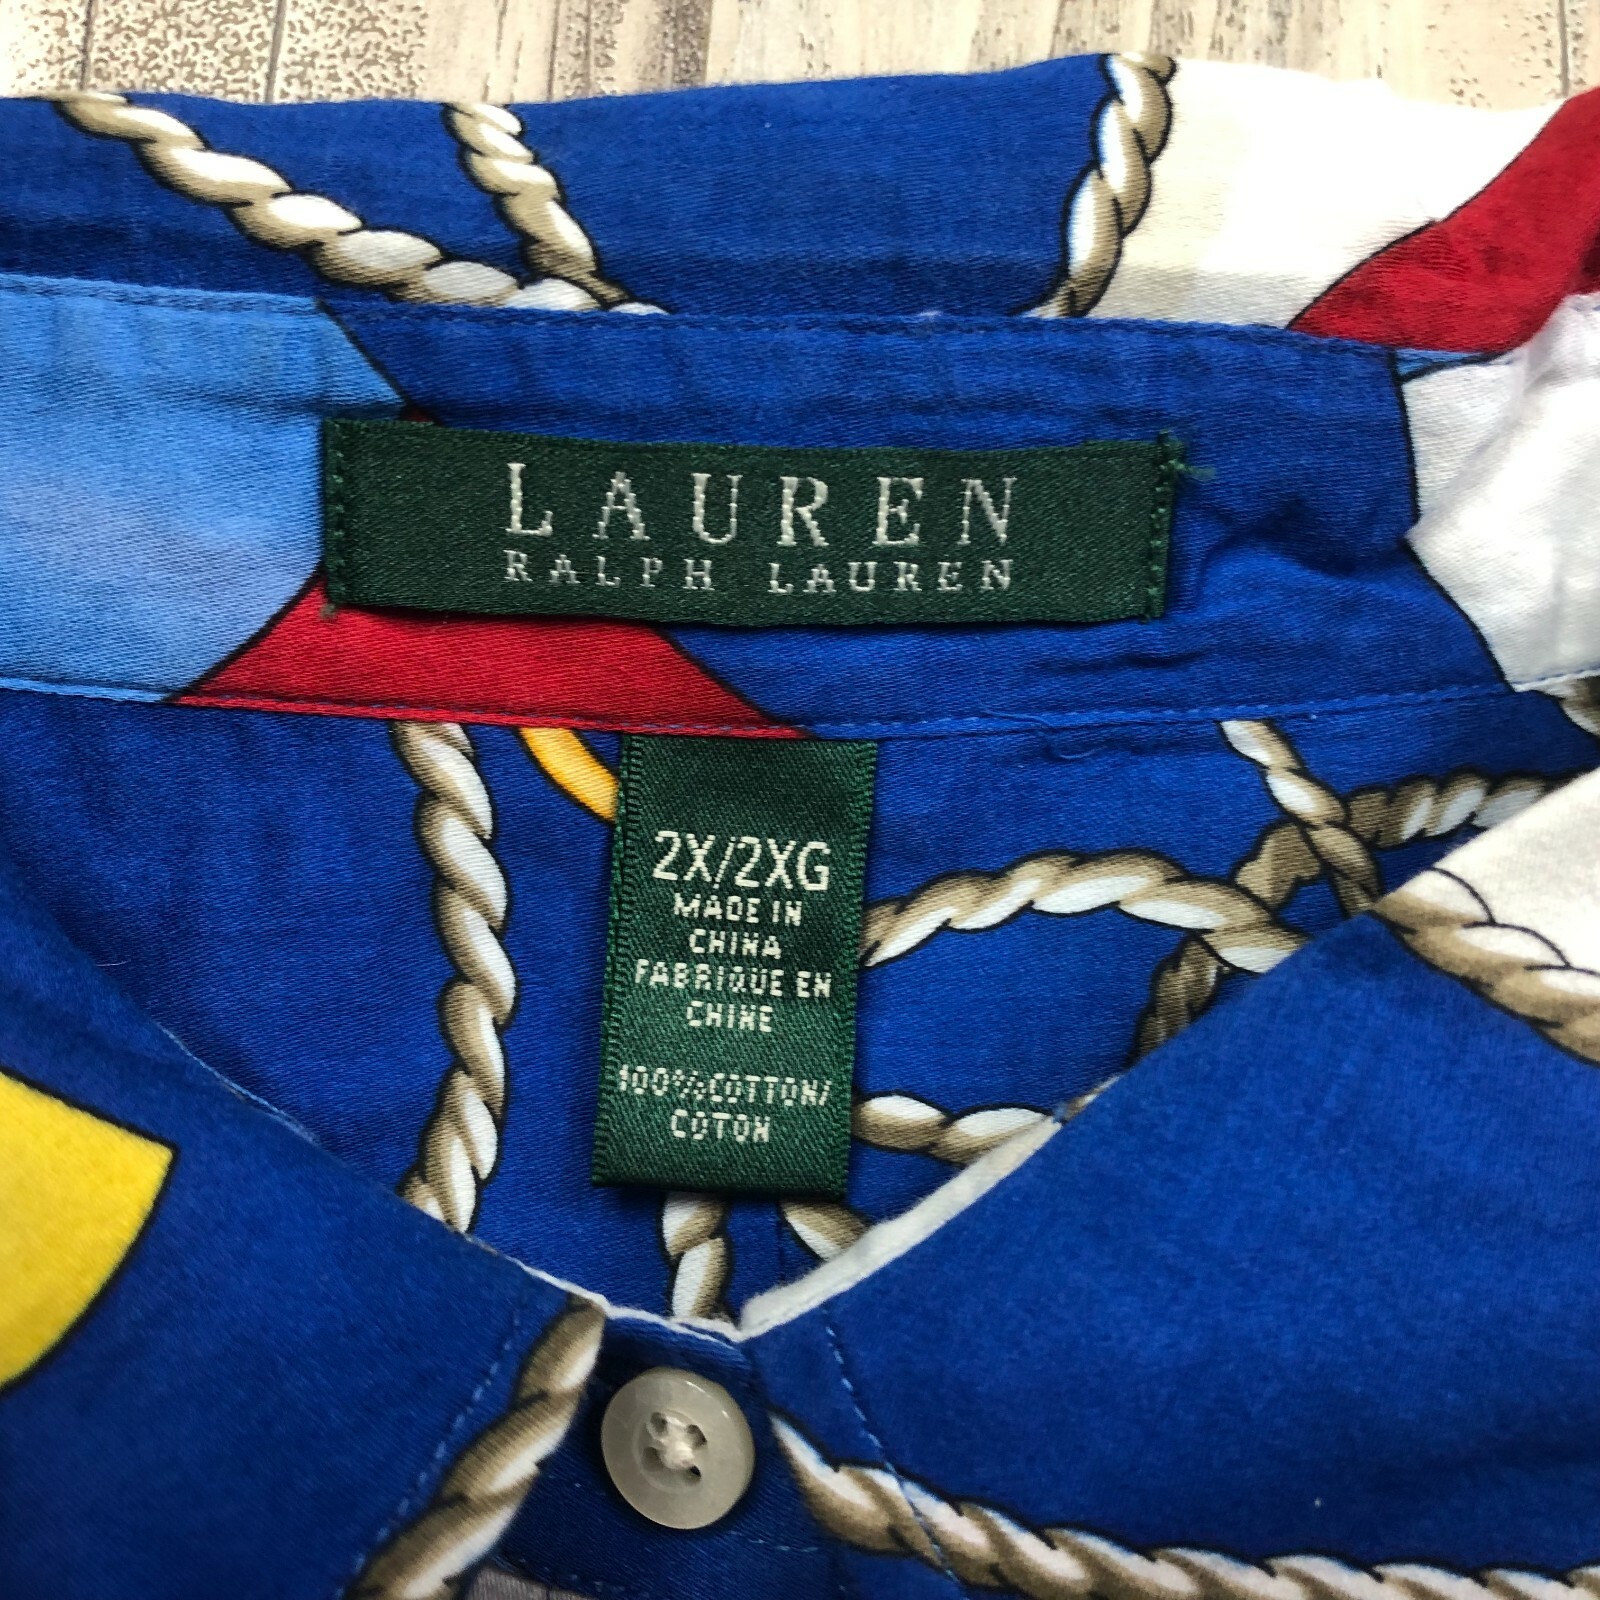 LAUREN
RALPH LAUREN
2X/2XG
MADE IN
CHINA
FABRIQUE EN
CHINE
100%COTTON/
COTON